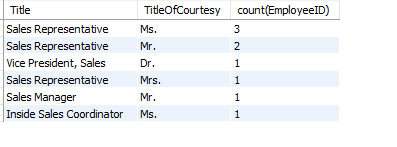 Title TitleOfCourtesy count(EmployeeID)
Sales Representative Ms. 3
Sales Representative Mr. 2
Vice President, Sales Dr. 1
Sales Representative Mrs. 1
Sales Manager Mr. 1
Inside Sales Coordinator Ms. 1